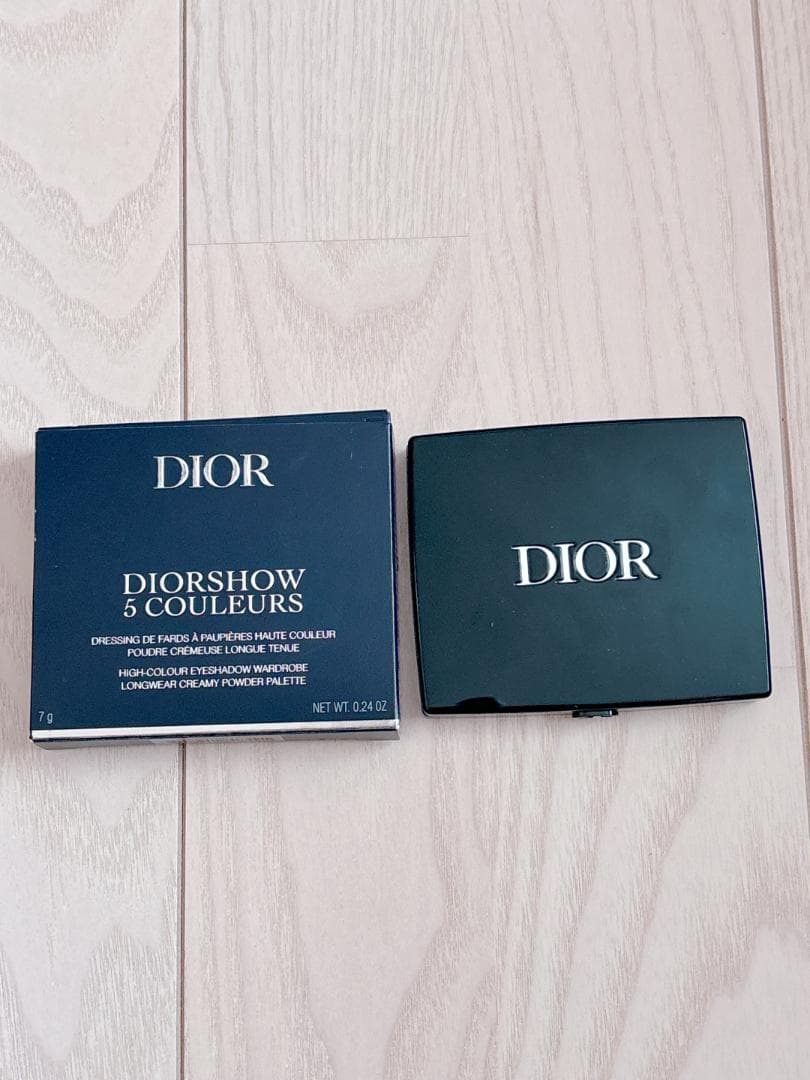 DIOR
DIORSHOW
5 COULEURS
DRESSING DE FARDS À PAUPIÈRES HAUTE COULEUR
POUDRE CRÉMEUSE LONGUE TENUE
HIGH-COLOUR EYESHADOW WARDROBE
LONGWEAR CREAMY POWDER PALETTE
7 g
NET WT. 0.24 OZ
DIOR